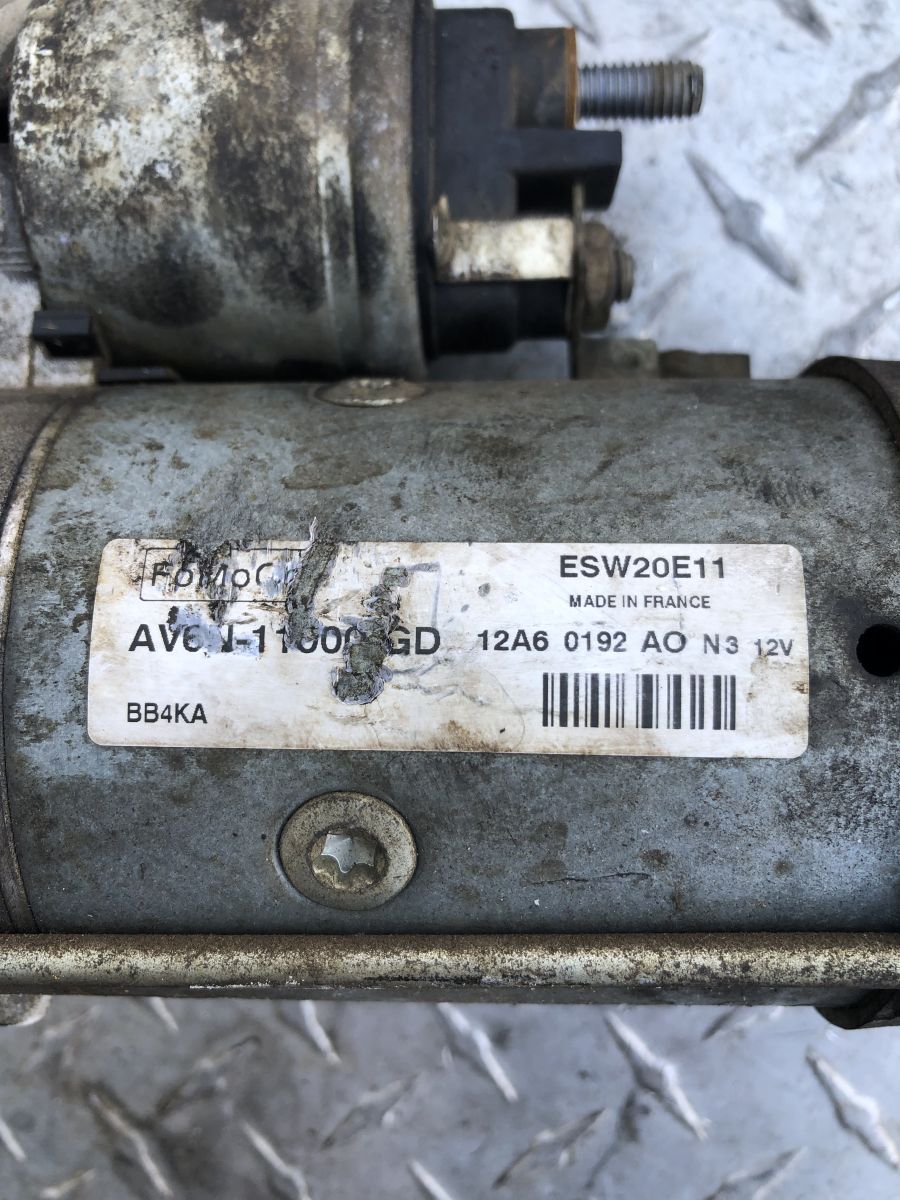 ESW20E11
MADE IN FRANCE
12A6 0192 AO N3 12V
BB4KA